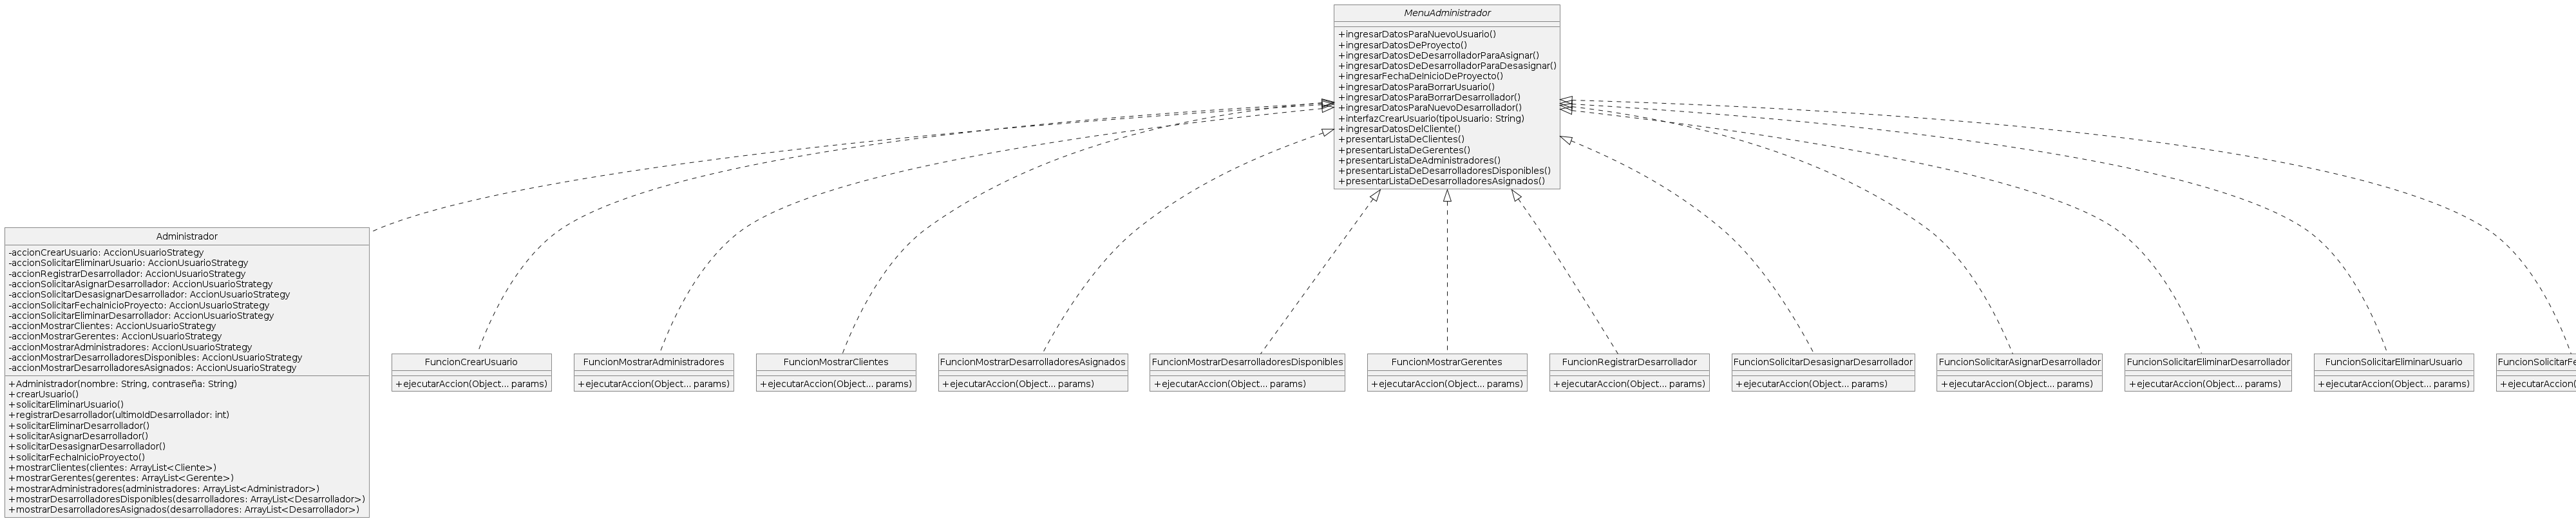 MenuAdministrador
+ingresarDatosParaNuevoUsuario()
+ingresarDatosDeProyecto()
+ingresarDatosDeDesarrolladorParaAsignar()
+ingresarDatosDeDesarrolladorParaDesasignar()
+ingresarFechaDeInicioDeProyecto()
+ingresarDatosParaBorrarUsuario()
+ingresarDatosParaBorrarDesarrollador()
+ingresarDatosParaNuevoDesarrollador()
+interfazCrearUsuario(tipoUsuario: String)
+ingresarDatosDelCliente()
+presentarListaDeClientes()
+presentarListaDeGerentes()
+presentarListaDeAdministradores()
+presentarListaDeDesarrolladoresDisponibles()
+presentarListaDeDesarrolladoresAsignados()
Administrador
-accionCrearUsuario: AccionUsuarioStrategy
-accionSolicitarEliminarUsuario: AccionUsuarioStrategy
-accionRegistrarDesarrollador: AccionUsuarioStrategy
-accionSolicitarAsignarDesarrollador: AccionUsuarioStrategy
-accionSolicitarDesasignarDesarrollador: AccionUsuarioStrategy
-accionSolicitarFechaInicioProyecto: AccionUsuarioStrategy
-accionSolicitarEliminarDesarrollador: AccionUsuarioStrategy
-accionMostrarClientes: AccionUsuarioStrategy
-accionMostrarGerentes: AccionUsuarioStrategy
-accionMostrarAdministradores: AccionUsuarioStrategy
-accionMostrarDesarrolladoresDisponibles: AccionUsuarioStrategy
-accionMostrarDesarrolladoresAsignados: AccionUsuarioStrategy
+Administrador(nombre: String, contraseña: String)
+crearUsuario()
+solicitarEliminarUsuario()
+registrarDesarrollador(ultimoIdDesarrollador: int)
+solicitarEliminarDesarrollador()
+solicitarAsignarDesarrollador()
+solicitarDesasignarDesarrollador()
+solicitarFechaInicioProyecto()
+mostrarClientes(clientes: ArrayList<Cliente>)
+mostrarGerentes(gerentes: ArrayList<Gerente>)
+mostrarAdministradores(administradores: ArrayList<Administrador>)
+mostrarDesarrolladoresDisponibles(desarrolladores: ArrayList<Desarrollador>)
+mostrarDesarrolladoresAsignados(desarrolladores: ArrayList<Desarrollador>)
FuncionCrearUsuario
+ejecutarAccion(Object... params)
FuncionMostrarAdministradores
+ejecutarAccion(Object... params)
FuncionMostrarClientes
+ejecutarAccion(Object... params)
FuncionMostrarDesarrolladoresAsignados
+ejecutarAccion(Object... params)
FuncionMostrarDesarrolladoresDisponibles
+ejecutarAccion(Object... params)
FuncionMostrarGerentes
+ejecutarAccion(Object... params)
FuncionRegistrarDesarrollador
+ejecutarAccion(Object... params)
FuncionSolicitarDesasignarDesarrollador
+ejecutarAccion(Object... params)
FuncionSolicitarAsignarDesarrollador
+ejecutarAccion(Object... params)
FuncionSolicitarEliminarDesarrollador
+ejecutarAccion(Object... params)
FuncionSolicitarEliminarUsuario
+ejecutarAccion(Object... params)
FuncionSolicitarFe
+ejecutarAccion(